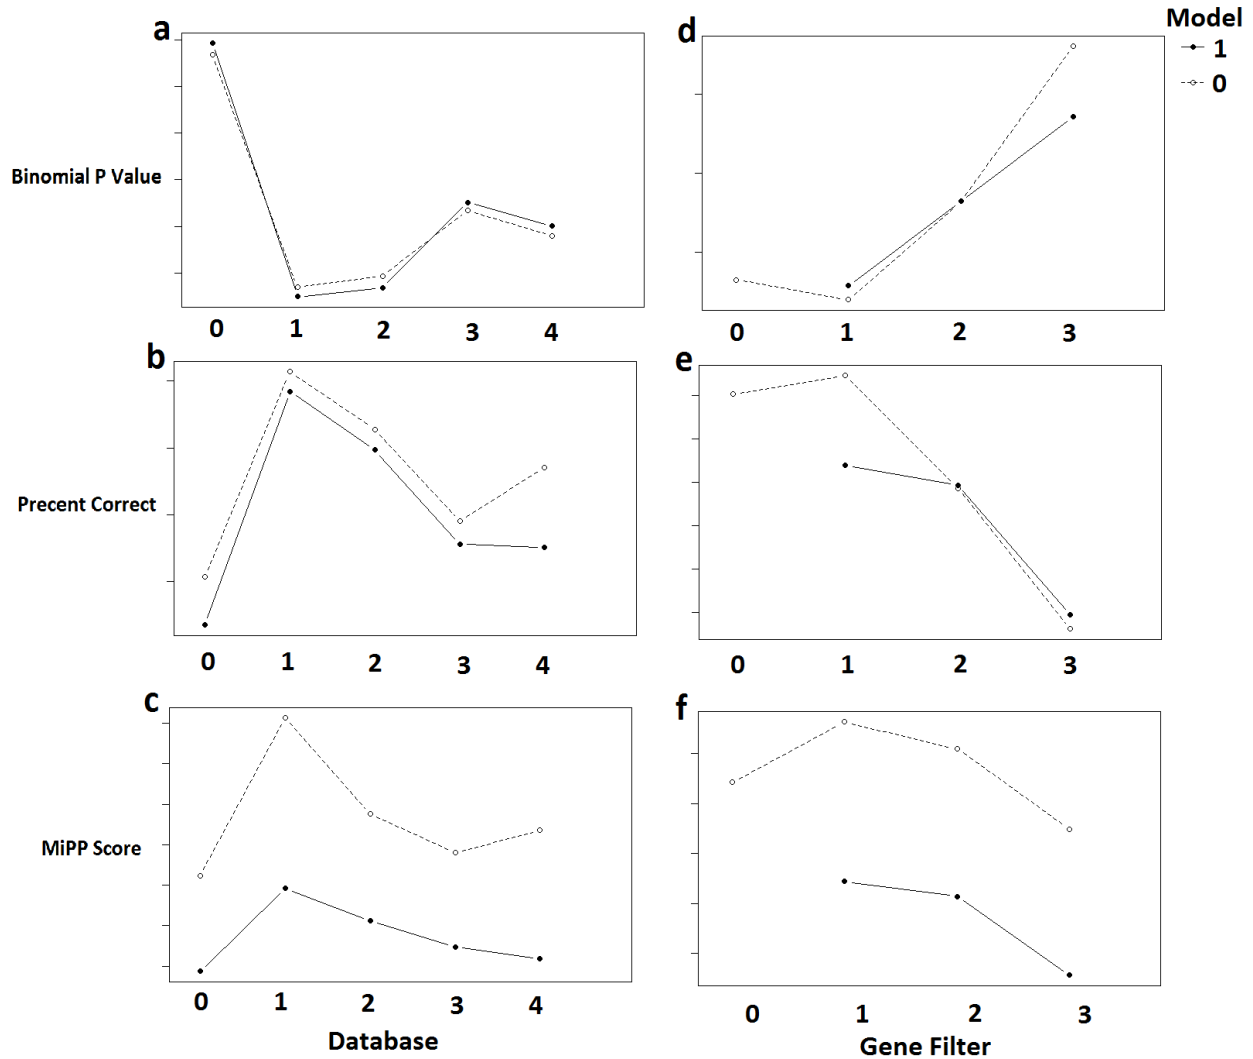 a
d
Model
1
0
Binomial P Value
0 1 2 3 4
0 1 2 3
b
e
Precent Correct
0 1 2 3 4
0 1 2 3
c
f
MiPP Score
0 1 2 3 4
0 1 2 3
Database
Gene Filter